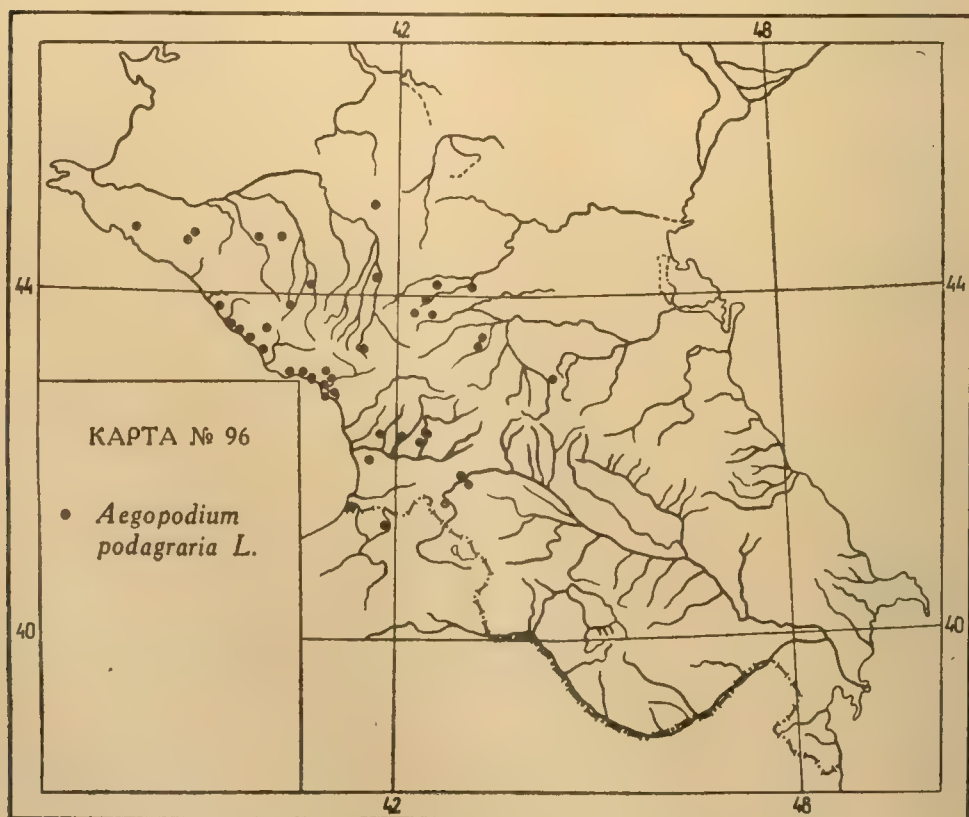 42 48
44 44
КАРТА № 96
Aegopodium
podagraria L.
40 40
42 48